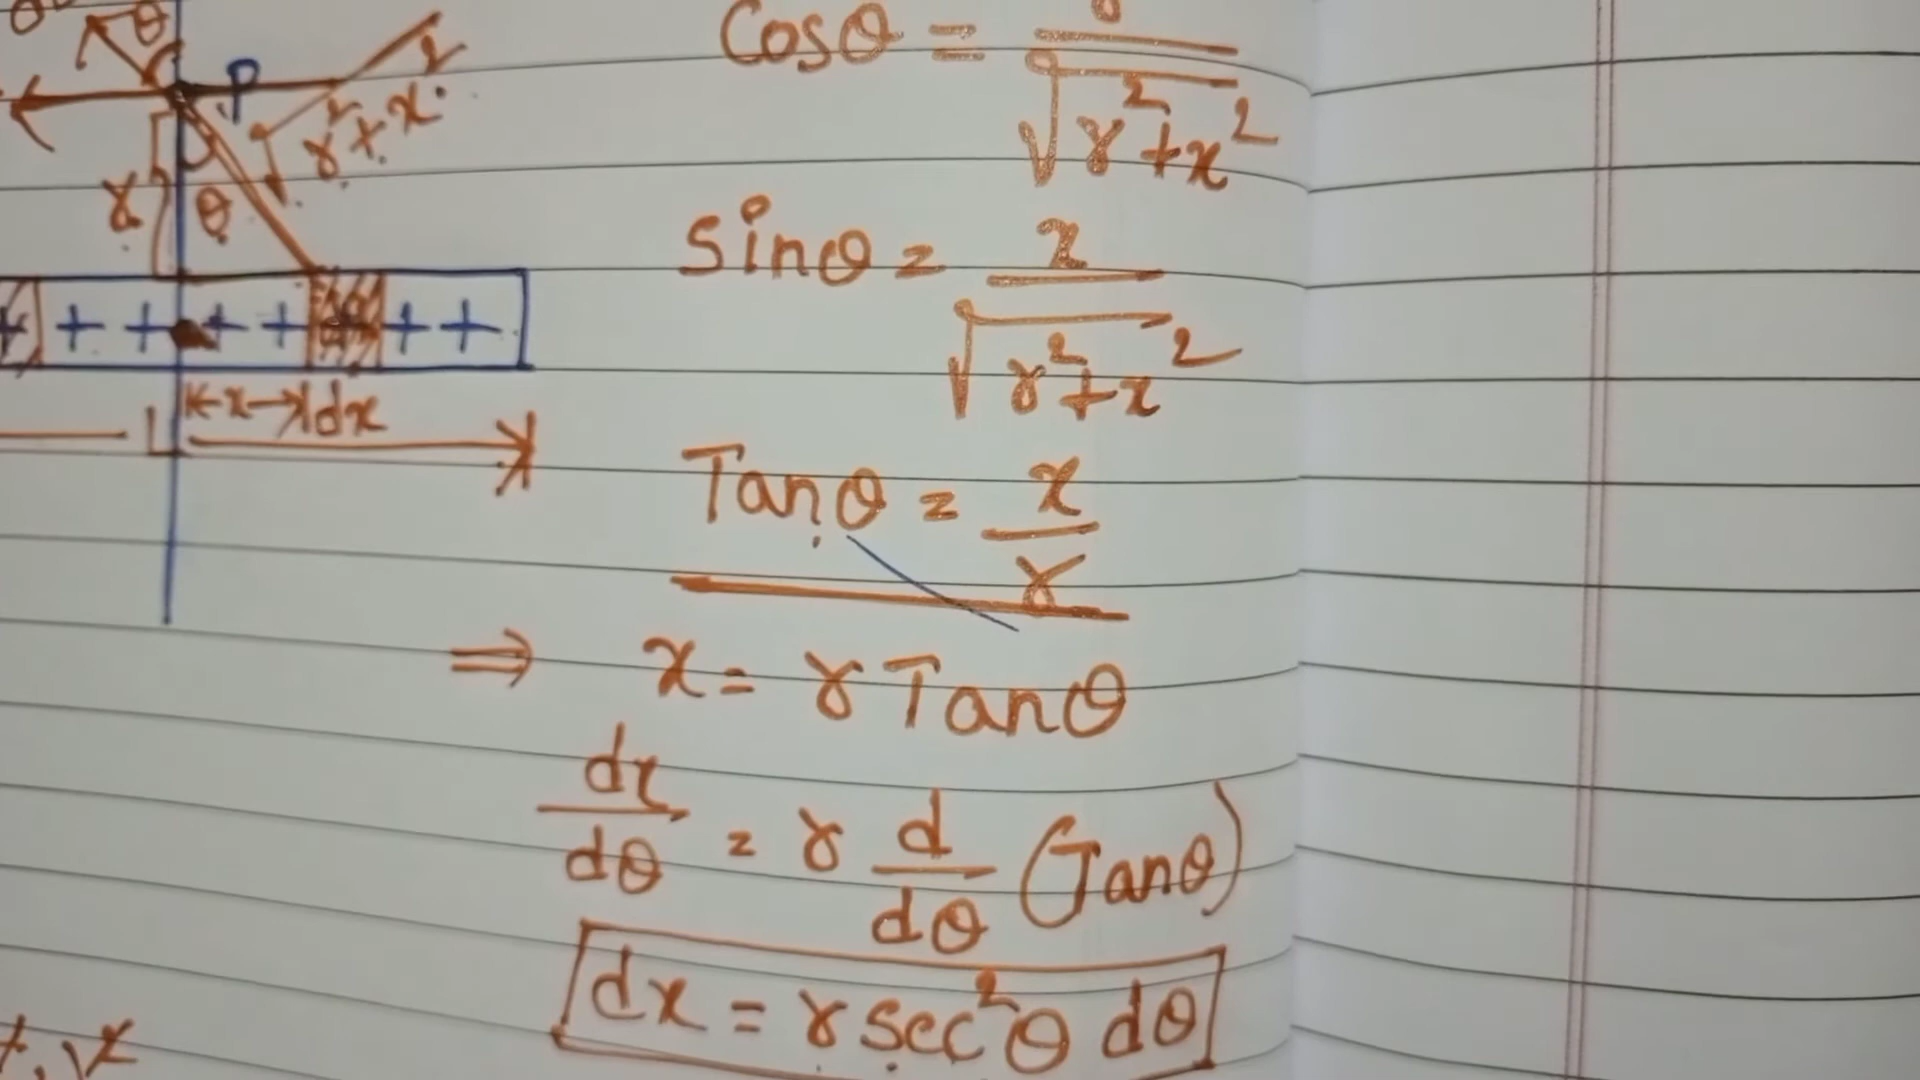 θ
P
√r²+x²
r
θ
+ + + + + + +
x dx
L
Cosθ = r/√r²+x²
Sinθ = x/√r²+x²
Tanθ = x/r
⇒ x = r Tanθ
dx/dθ = r d/dθ (Tanθ)
dx = r sec²θ dθ